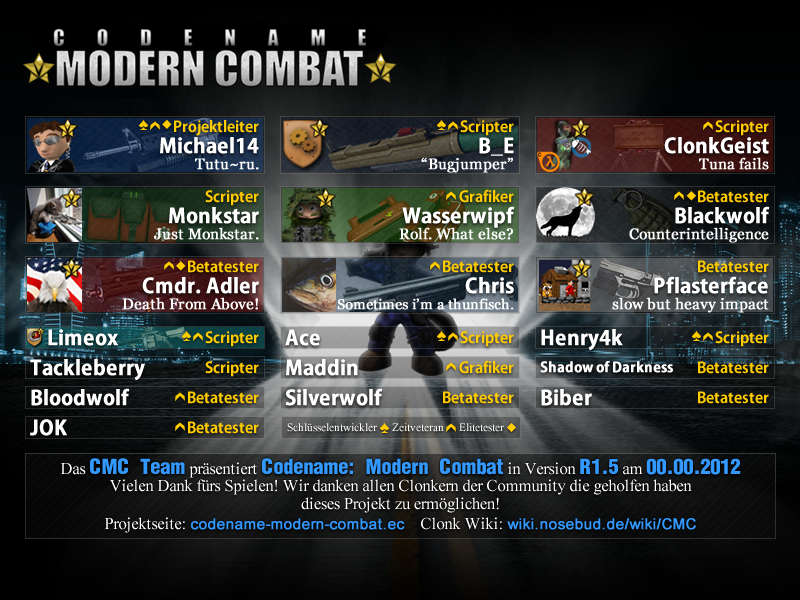 CODENAME
MODERN COMBAT
Projektleiter
Michael14
Tutu~ru.
Scripter
B_E
“Bugjumper”
Scripter
ClonkGeist
Tuna fails
Scripter
Monkstar
Just Monkstar.
Grafiker
Wasserwipf
Rolf. What else?
Betatester
Blackwolf
Counterintelligence
Betatester
Cmdr. Adler
Death From Above!
Betatester
Chris
Sometimes i'm a thunfisch.
Betatester
Pflasterface
slow but heavy impact
Limeox Scripter
Ace Scripter
Henry4k Scripter
Tackleberry Scripter
Maddin Grafiker
Shadow of Darkness Betatester
Bloodwolf Betatester
Silverwolf Betatester
Biber Betatester
JOK Betatester
Schlüsselentwickler Zeitveteran Elitetester
Das CMC Team präsentiert Codename: Modern Combat in Version R1.5 am 00.00.2012
Vielen Dank fürs Spielen! Wir danken allen Clonkern der Community die geholfen haben
dieses Projekt zu ermöglichen!
Projektseite: codename-modern-combat.ec Clonk Wiki: wiki.nosebud.de/wiki/CMC